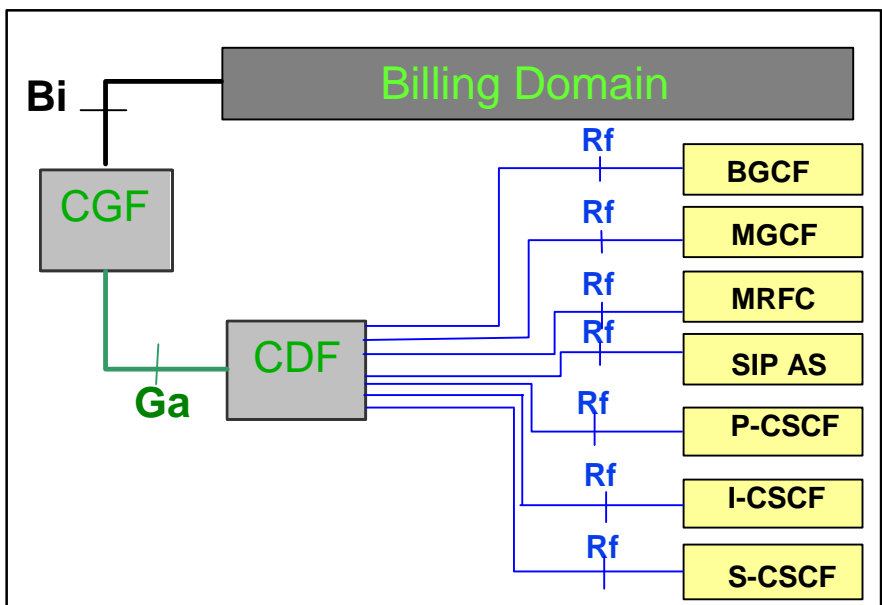 Billing Domain
Bi
Rf
BGCF
CGF
Rf
MGCF
Rf
MRFC
Rf
CDF
SIP AS
Ga
Rf
P-CSCF
Rf
I-CSCF
Rf
S-CSCF